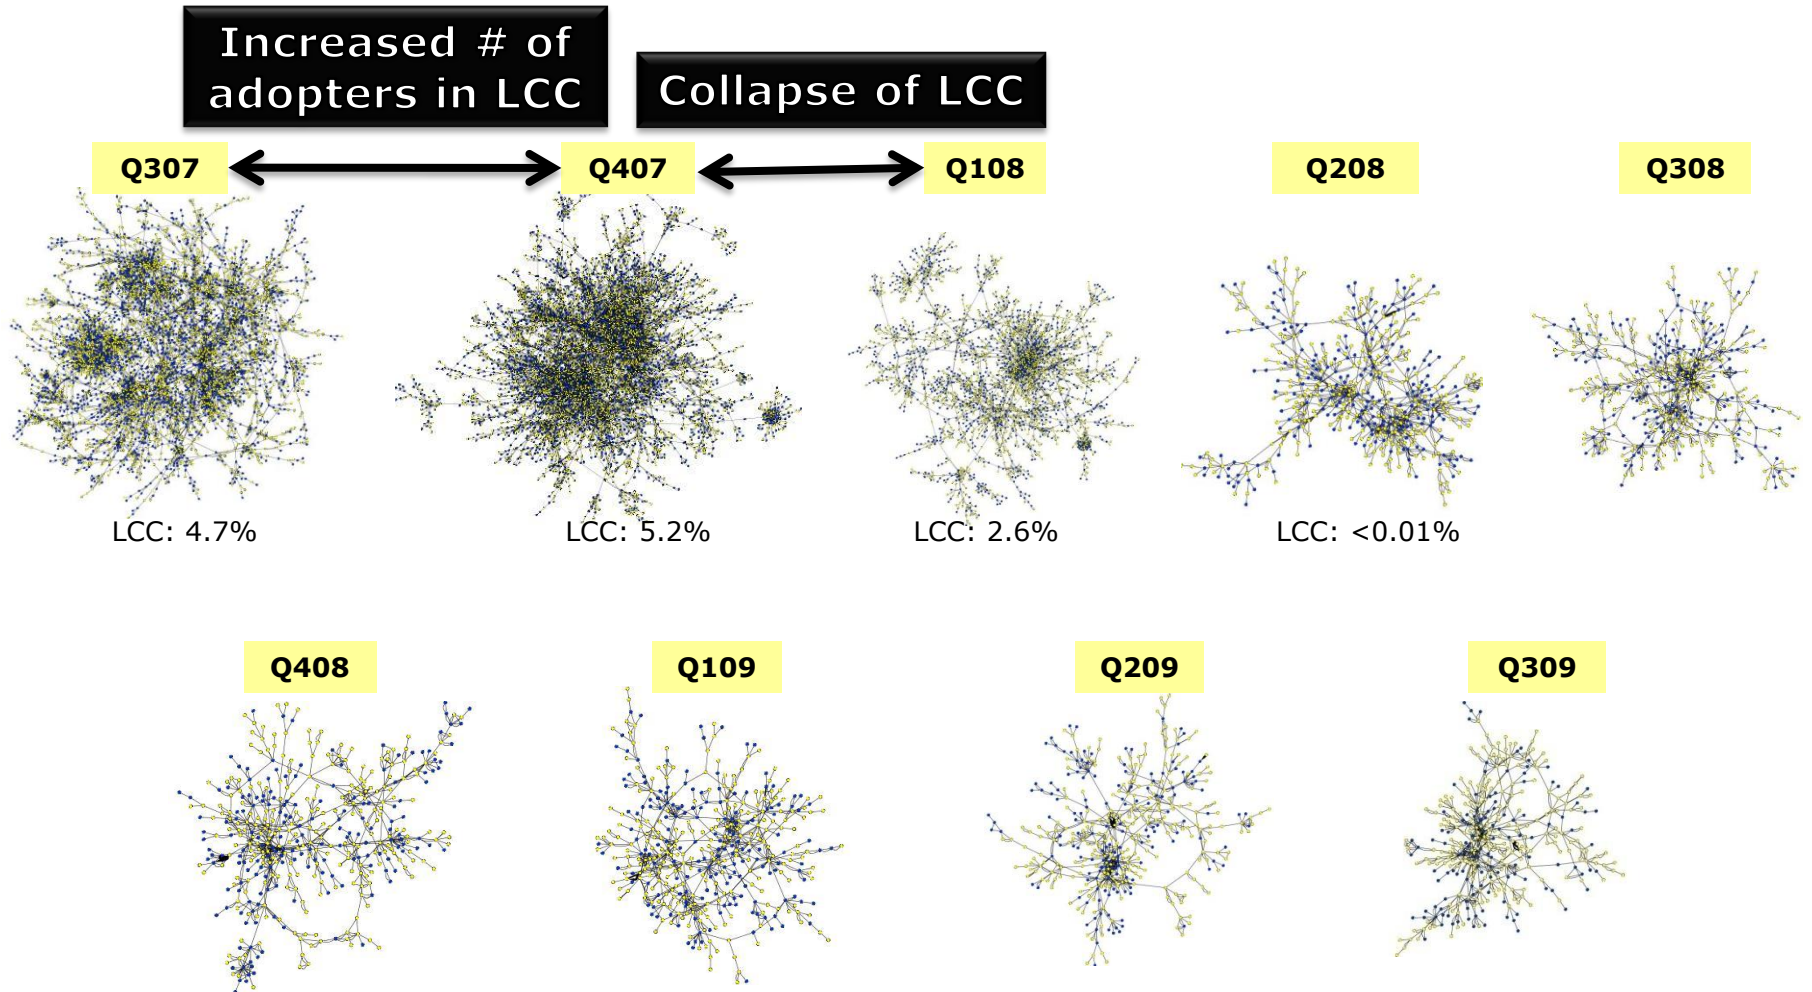 Increased # of
adopters in LCC
Collapse of LCC
Q307
Q407
Q108
Q208
Q308
LCC: 4.7%
LCC: 5.2%
LCC: 2.6%
LCC: <0.01%
Q408
Q109
Q209
Q309